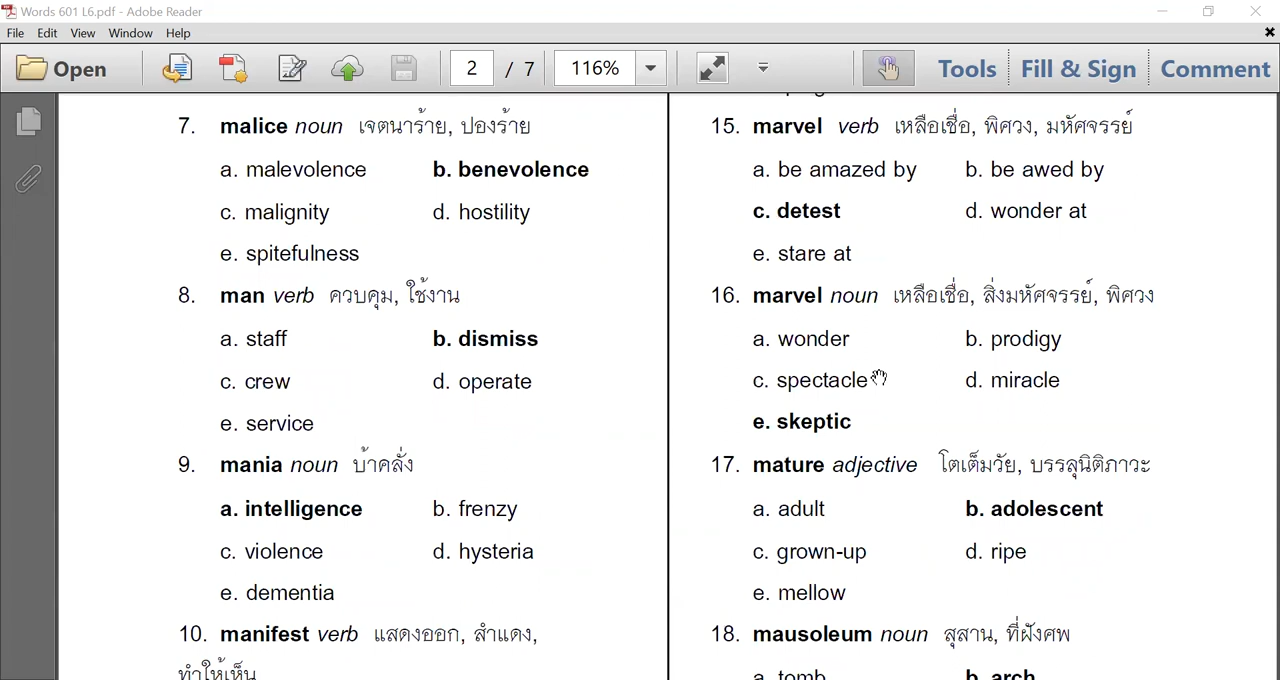 Words 601 L6.pdf - Adobe Reader
File Edit View Window Help
Open 2 / 7 116% Tools Fill & Sign Comment
7. malice noun เจตนาร้าย, ปองร้าย
a. malevolence b. benevolence
c. malignity d. hostility
e. spitefulness
8. man verb ควบคุม, ใช้งาน
a. staff b. dismiss
c. crew d. operate
e. service
9. mania noun บ้าคลั่ง
a. intelligence b. frenzy
c. violence d. hysteria
e. dementia
10. manifest verb แสดงออก, สำแดง,
ทำให้เห็น
15. marvel verb เหลือเชื่อ, พิศวง, มหัศจรรย์
a. be amazed by b. be awed by
c. detest d. wonder at
e. stare at
16. marvel noun เหลือเชื่อ, สิ่งมหัศจรรย์, พิศวง
a. wonder b. prodigy
c. spectacle d. miracle
e. skeptic
17. mature adjective โตเต็มวัย, บรรลุนิติภาวะ
a. adult b. adolescent
c. grown-up d. ripe
e. mellow
18. mausoleum noun สุสาน, ที่ฝังศพ
a. tomb b. arch